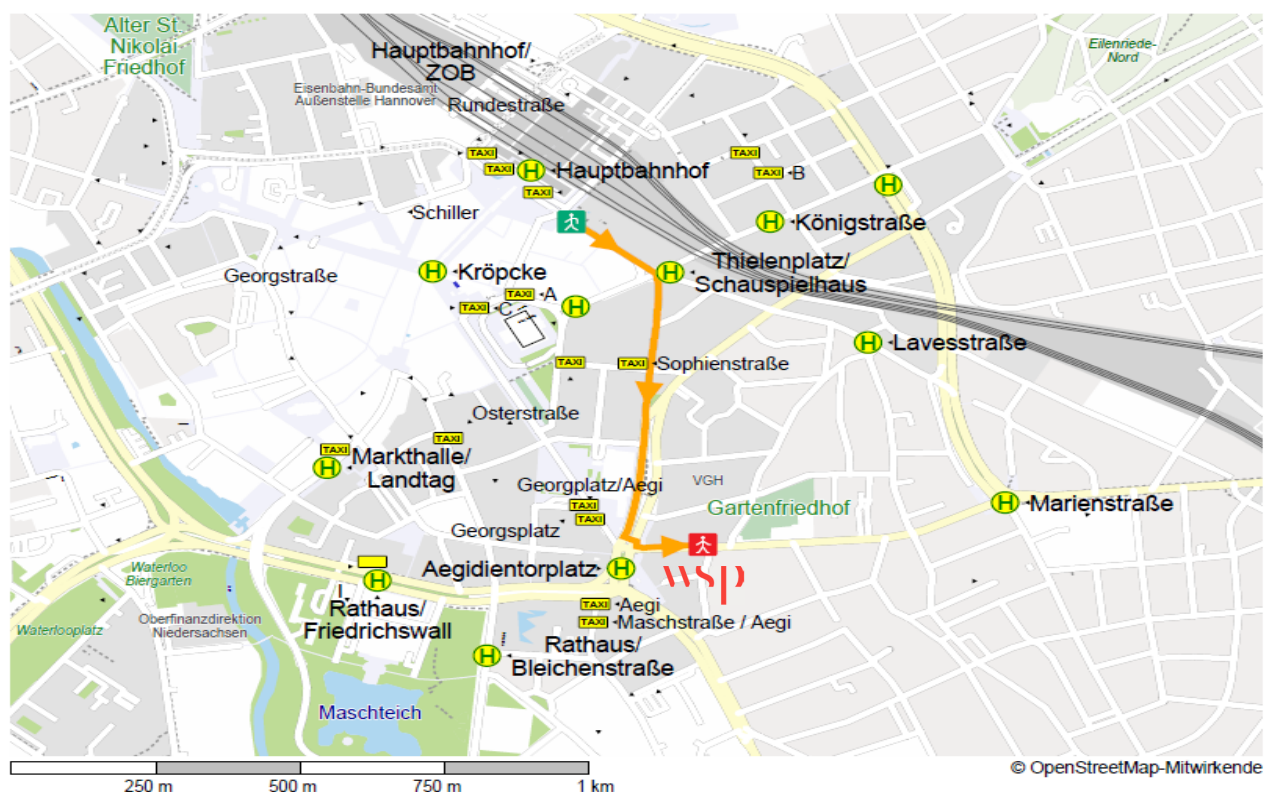 Alter St.
Nikolai
Friedhof
Hauptbahnhof/
ZOB
Eilenriede-
Nord
Eisenbahn-Bundesamt
Außenstelle Hannover
Rundestraße
TAXI
TAXI
TAXI
H Hauptbahnhof
TAXI B
TAXI
H
Schiller
H Königstraße
Georgstraße
H Kröpcke
H Thielenplatz/
Schauspielhaus
TAXI A
TAXI C
H
H Lavesstraße
TAXI
TAXI Sophienstraße
Osterstraße
TAXI
TAXI
H Markthalle/
Landtag
Georgplatz/Aegi
TAXI
VGH
Gartenfriedhof
H Marienstraße
Georgsplatz
TAXI
Waterloo
Biergarten
Aegidientorplatz H
wsp
H Rathaus/
Friedrichswall
TAXI Aegi
TAXI Maschstraße / Aegi
Oberfinanzdirektion
Niedersachsen
Waterlooplatz
H Rathaus/
Bleichenstraße
Maschteich
250 m 500 m 750 m 1 km
© OpenStreetMap-Mitwirkende